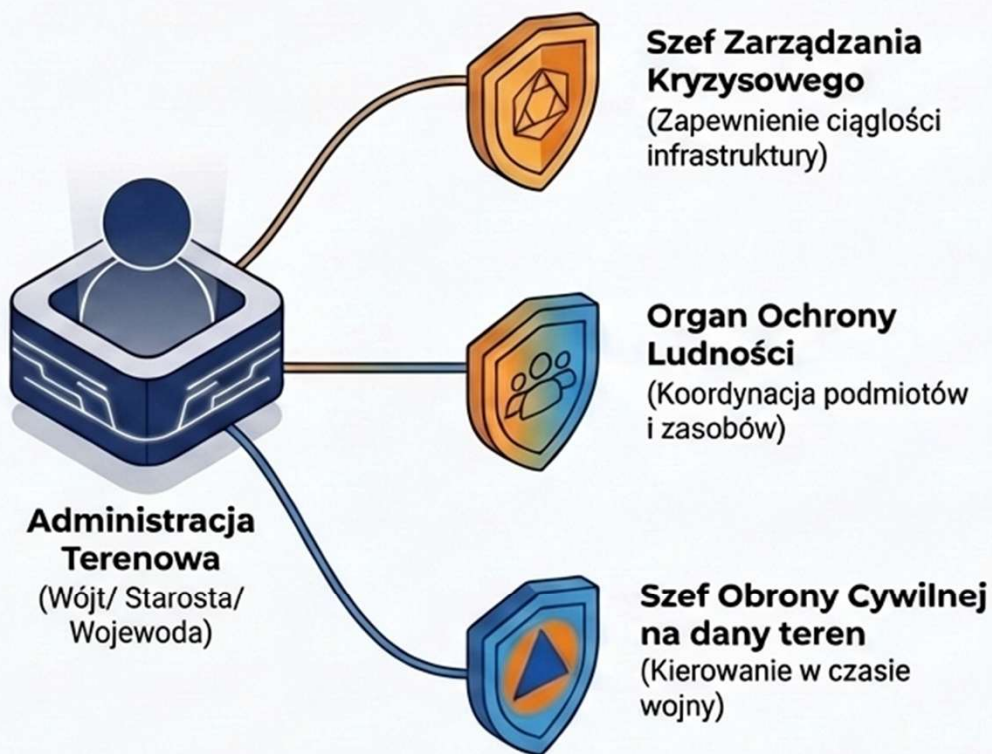 Szef Zarządzania
Kryzysowego
(Zapewnienie ciągłości
infrastruktury)
Organ Ochrony
Ludności
(Koordynacja podmiotów
i zasobów)
Administracja
Terenowa
(Wójt/ Starosta/
Wojewoda)
Szef Obrony Cywilnej
na dany teren
(Kierowanie w czasie
wojny)